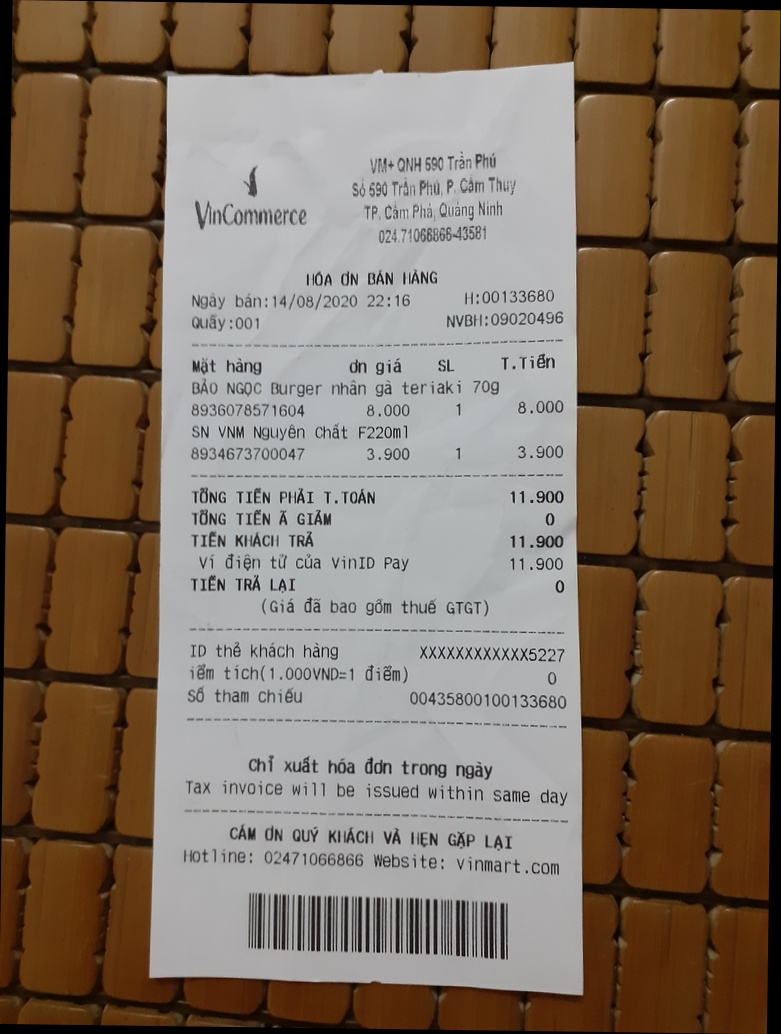 VinCommerce
VM+ QNH 590 Trần Phú
Số 590 Trần Phú, P. Cẩm Thuỷ
TP. Cẩm Phả, Quảng Ninh
024.71066866-43581
HÓA ƠN BÁN HÀNG
Ngày bán:14/08/2020 22:16 H:00133680
Quầy:001 NVBH:09020496
Mặt hàng ơn giá SL T.Tiền
BẢO NGỌC Burger nhân gà teriaki 70g
8936078571604 8.000 1 8.000
SN VNM Nguyên Chất F220ml
8934673700047 3.900 1 3.900
TỔNG TIỀN PHẢI T.TOÁN 11.900
TỔNG TIỀN Ã GIẢM 0
TIỀN KHÁCH TRẢ 11.900
Ví điện tử của VinID Pay 11.900
TIỀN TRẢ LẠI 0
(Giá đã bao gồm thuế GTGT)
ID thẻ khách hàng XXXXXXXXXXXX5227
iểm tích(1.000VND=1 điểm) 0
Số tham chiếu 00435800100133680
Chỉ xuất hóa đơn trong ngày
Tax invoice will be issued within same day
CẢM ƠN QUÝ KHÁCH VÀ HẸN GẶP LẠI
Hotline: 02471066866 Website: vinmart.com